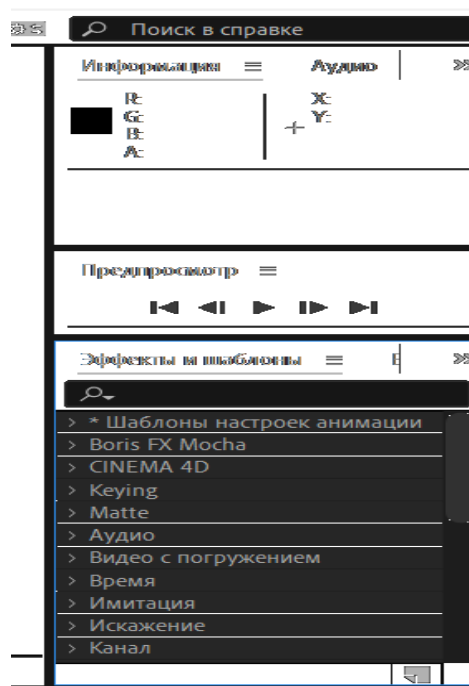 Поиск в справке
Информация Аудио
R: X:
G: Y:
B:
A:
Предпросмотр
Эффекты и шаблоны
> * Шаблоны настроек анимации
> Boris FX Mocha
> CINEMA 4D
> Keying
> Matte
> Аудио
> Видео с погружением
> Время
> Имитация
> Искажение
> Канал